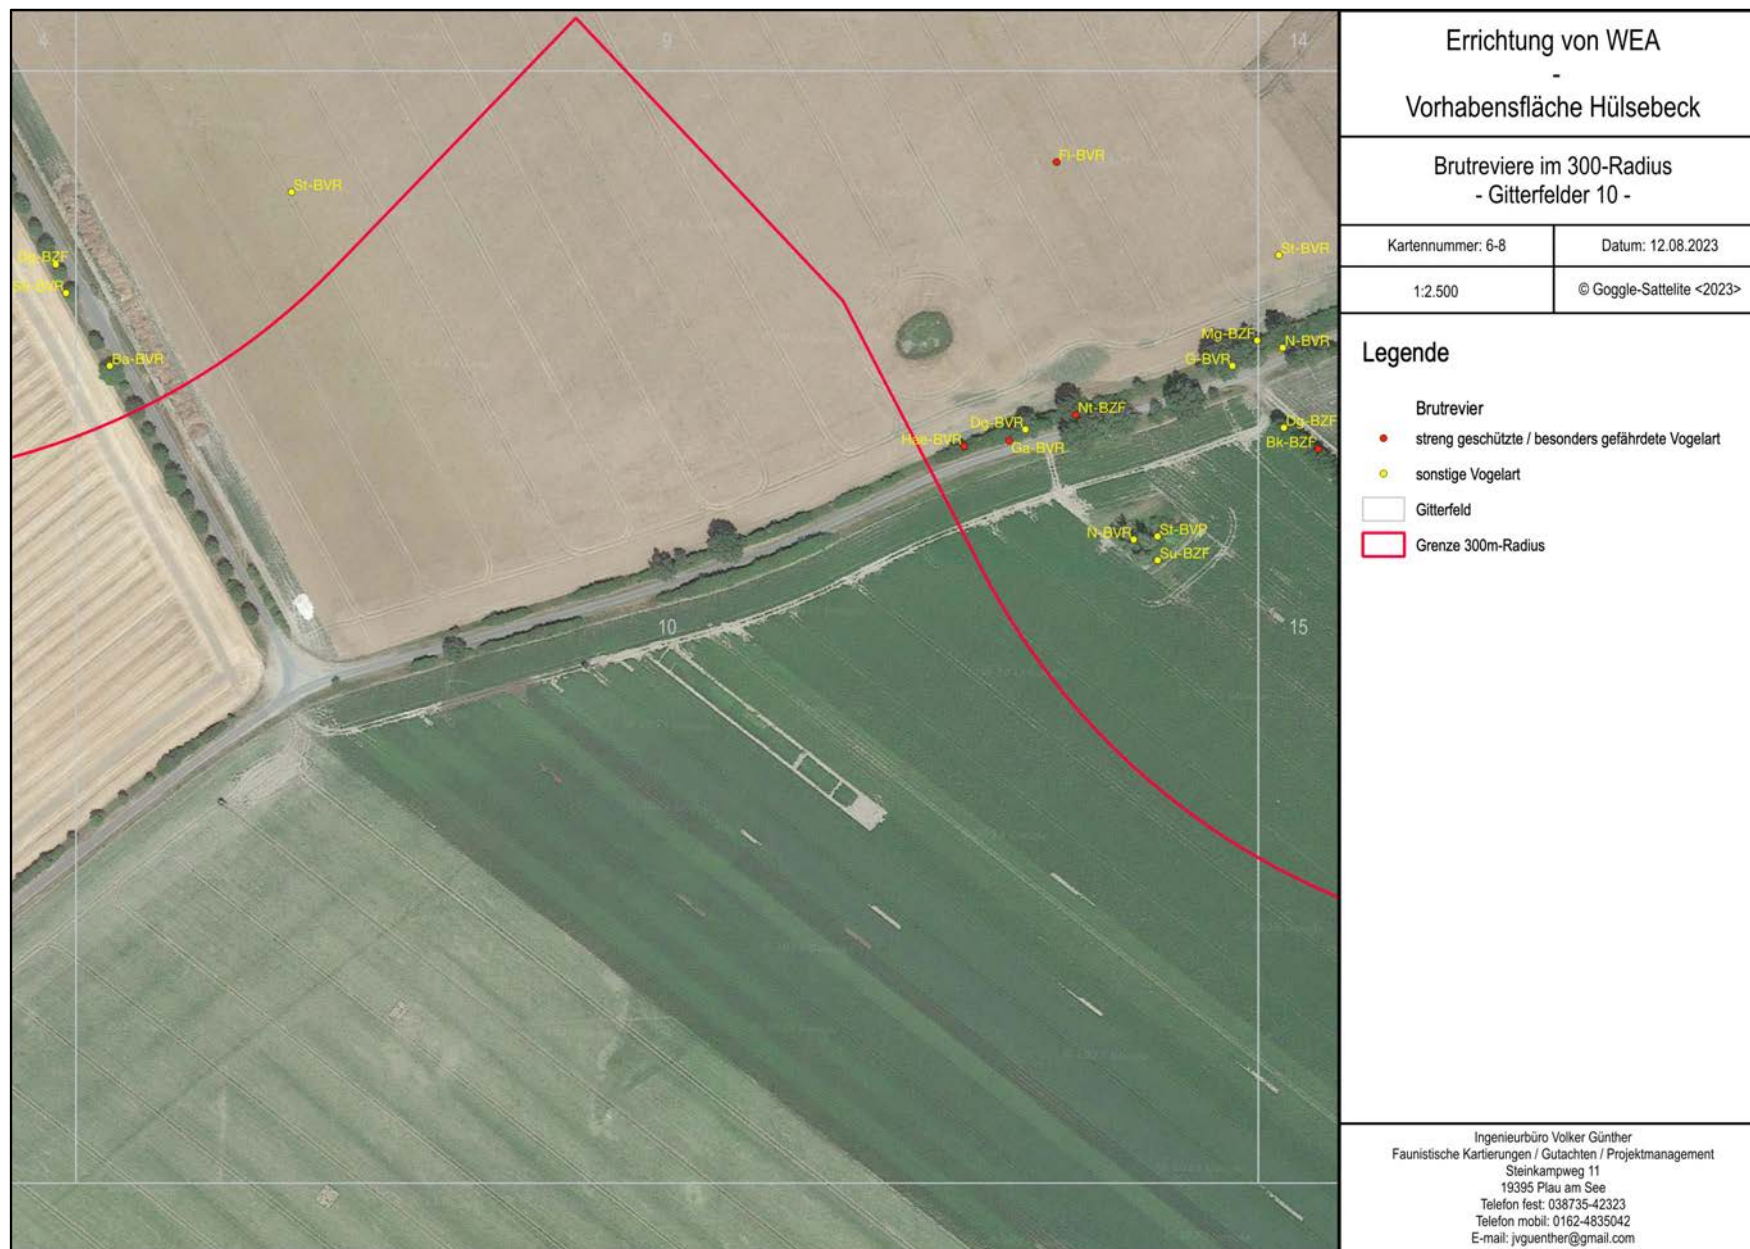 4
9
14
Fl-BVR
St-BVR
St-BVR
Dg-BZF
Ba-BVR
Mg-BZF
N-BVR
G-BVR
Nt-BZF
Dg-BVR
Dg-BZF
Hae-BVR
Ga-BVR
Bk-BZF
N-BVR
St-BVR
Su-BZF
10
15
Errichtung von WEA
-
Vorhabensfläche Hülsebeck
Brutreviere im 300-Radius
- Gitterfelder 10 -
Kartennummer: 6-8
Datum: 12.08.2023
1:2.500
© Goggle-Sattelite <2023>
Legende
Brutrevier
streng geschützte / besonders gefährdete Vogelart
sonstige Vogelart
Gitterfeld
Grenze 300m-Radius
Ingenieurbüro Volker Günther
Faunistische Kartierungen / Gutachten / Projektmanagement
Steinkampweg 11
19395 Plau am See
Telefon fest: 038735-42323
Telefon mobil: 0162-4835042
E-mail: jvguenther@gmail.com